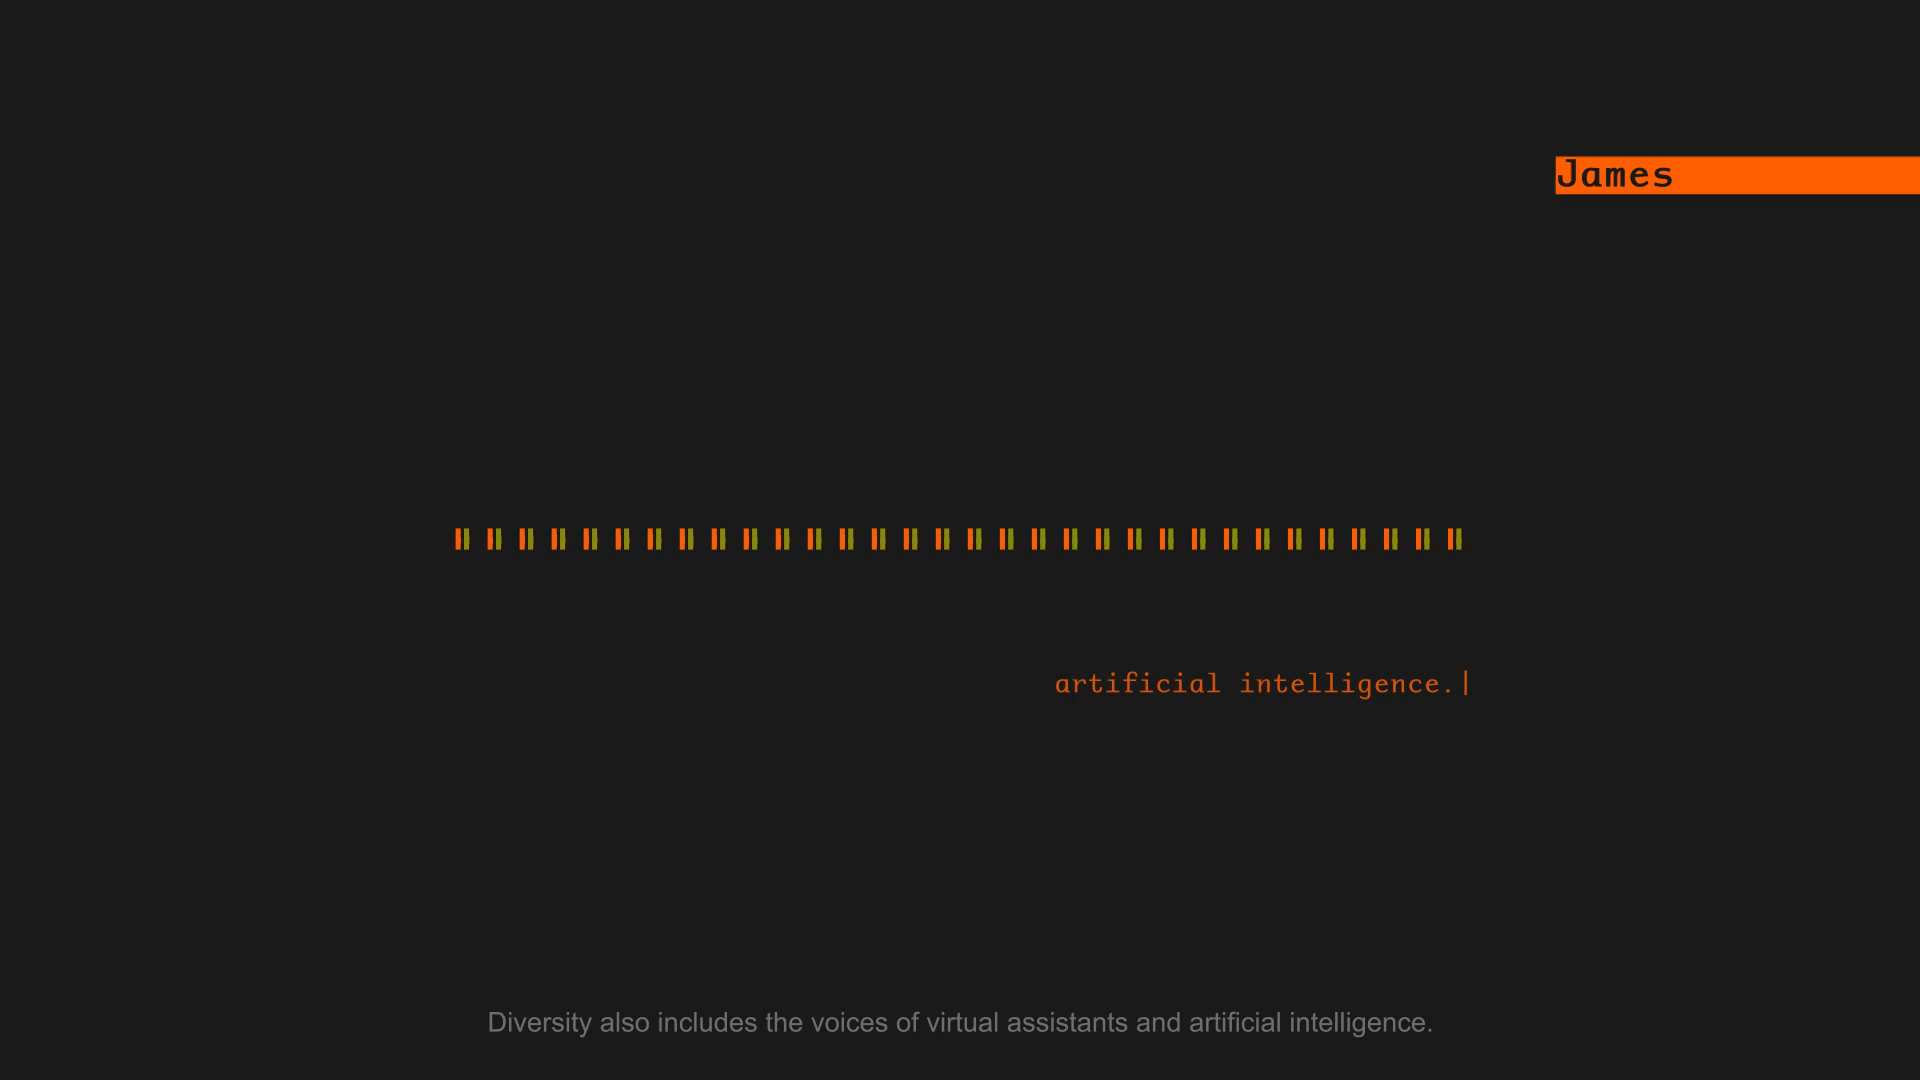 James
artificial intelligence.|
Diversity also includes the voices of virtual assistants and artificial intelligence.